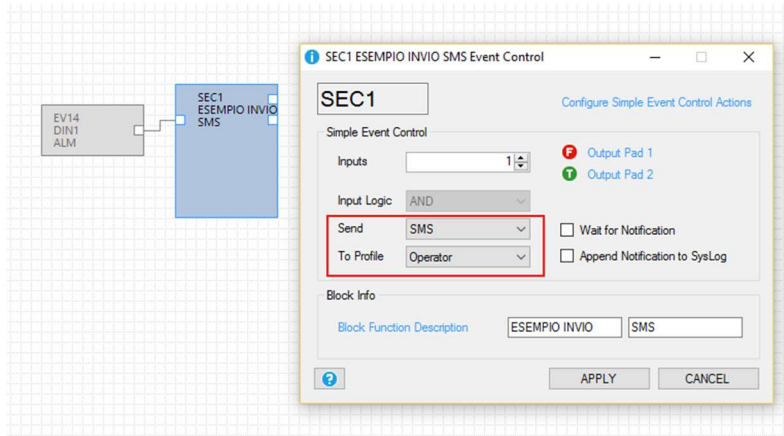 EV14
DIN1
ALM
SEC1
ESEMPIO INVIO
SMS
SEC1 ESEMPIO INVIO SMS Event Control
SEC1
Configure Simple Event Control Actions
Simple Event Control
Inputs 1
F Output Pad 1
T Output Pad 2
Input Logic AND
Send SMS
Wait for Notification
To Profile Operator
Append Notification to SysLog
Block Info
Block Function Description ESEMPIO INVIO SMS
? APPLY CANCEL